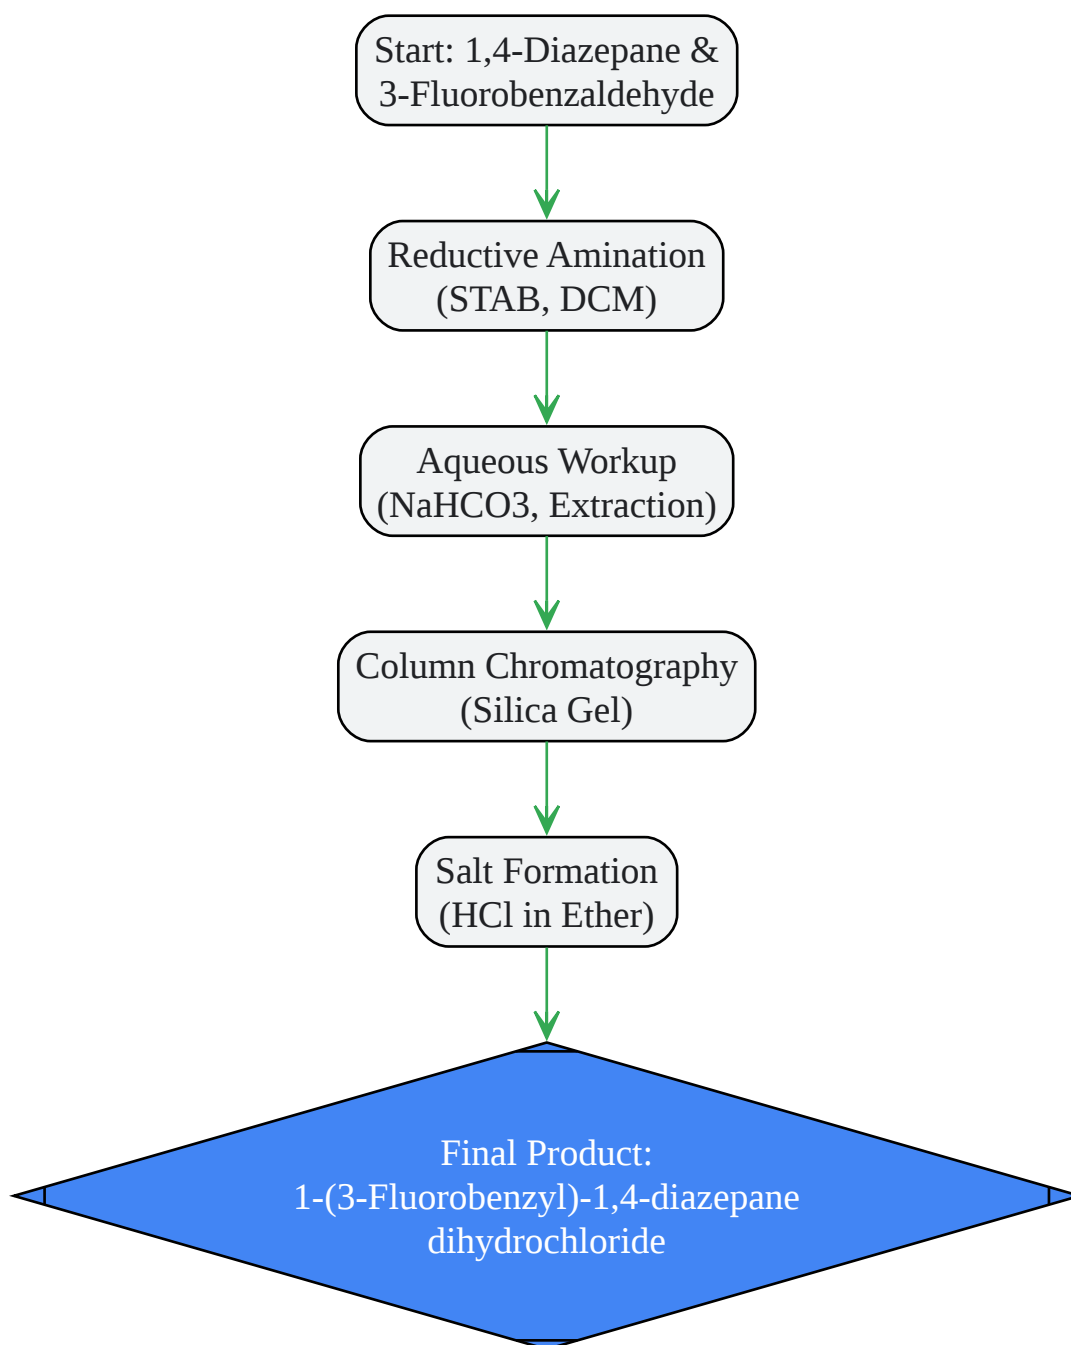 Start: 1,4-Diazepane &
3-Fluorobenzaldehyde
Reductive Amination
(STAB, DCM)
Aqueous Workup
(NaHCO3, Extraction)
Column Chromatography
(Silica Gel)
Salt Formation
(HCl in Ether)
Final Product:
1-(3-Fluorobenzyl)-1,4-diazepane
dihydrochloride